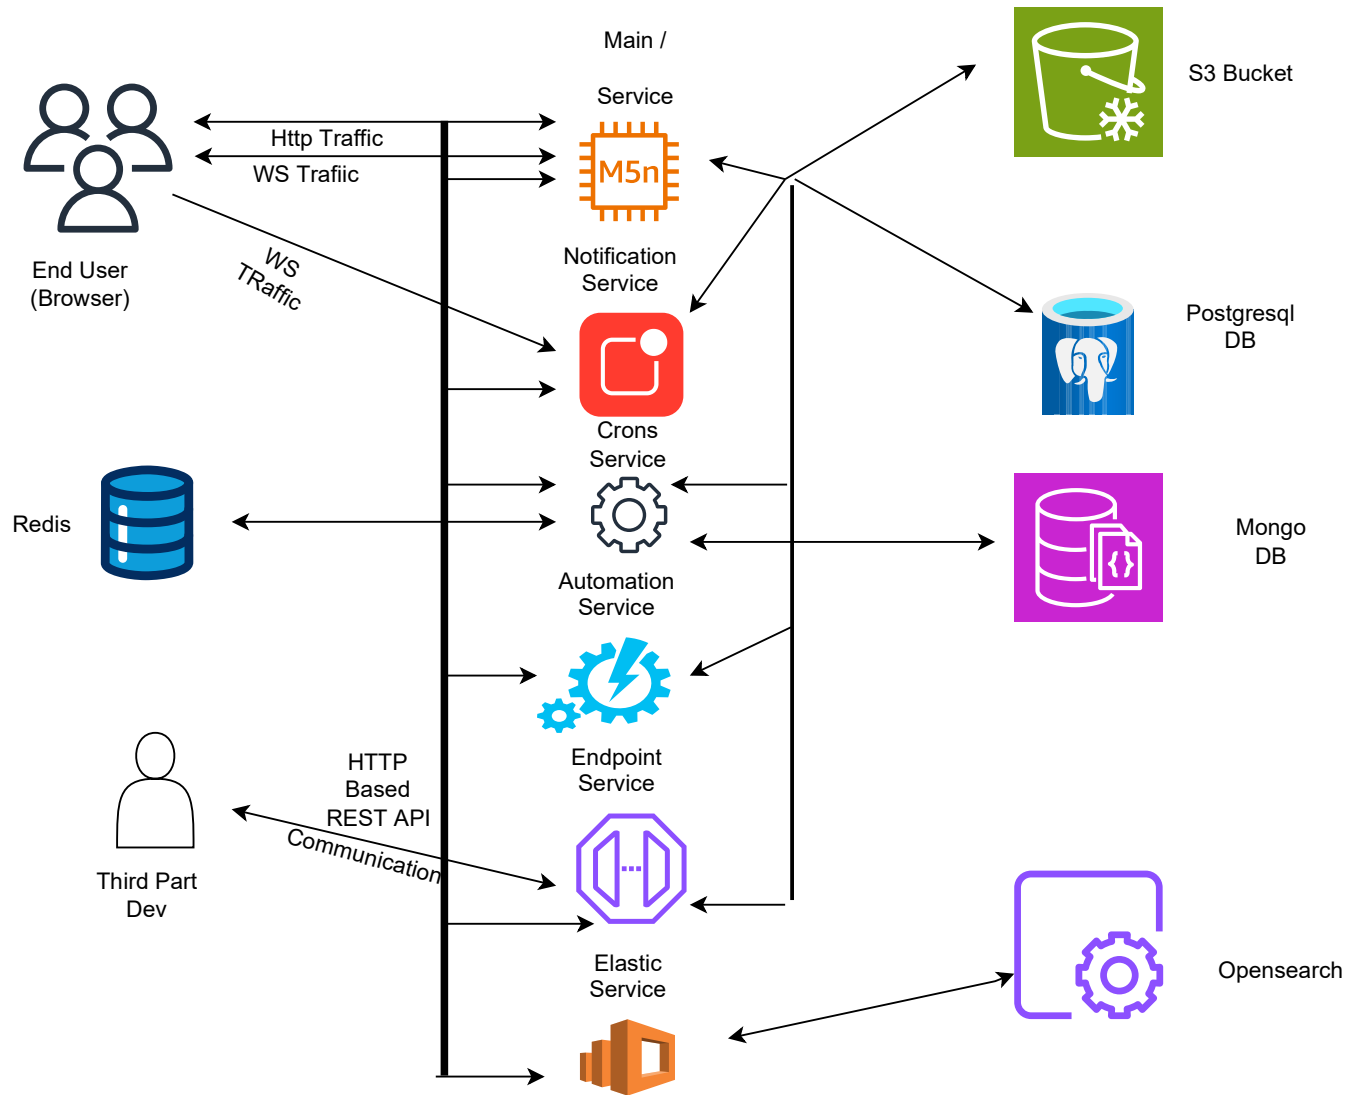 Main /
Service
M5n
S3 Bucket
Http Traffic
WS Trafiic
End User
(Browser)
WS
TRaffic
Notification
Service
Postgresql
DB
Crons
Service
Redis
Mongo
DB
Automation
Service
{}
HTTP
Based
REST API
Communication
Endpoint
Service
Third Part
Dev
Elastic
Service
Opensearch